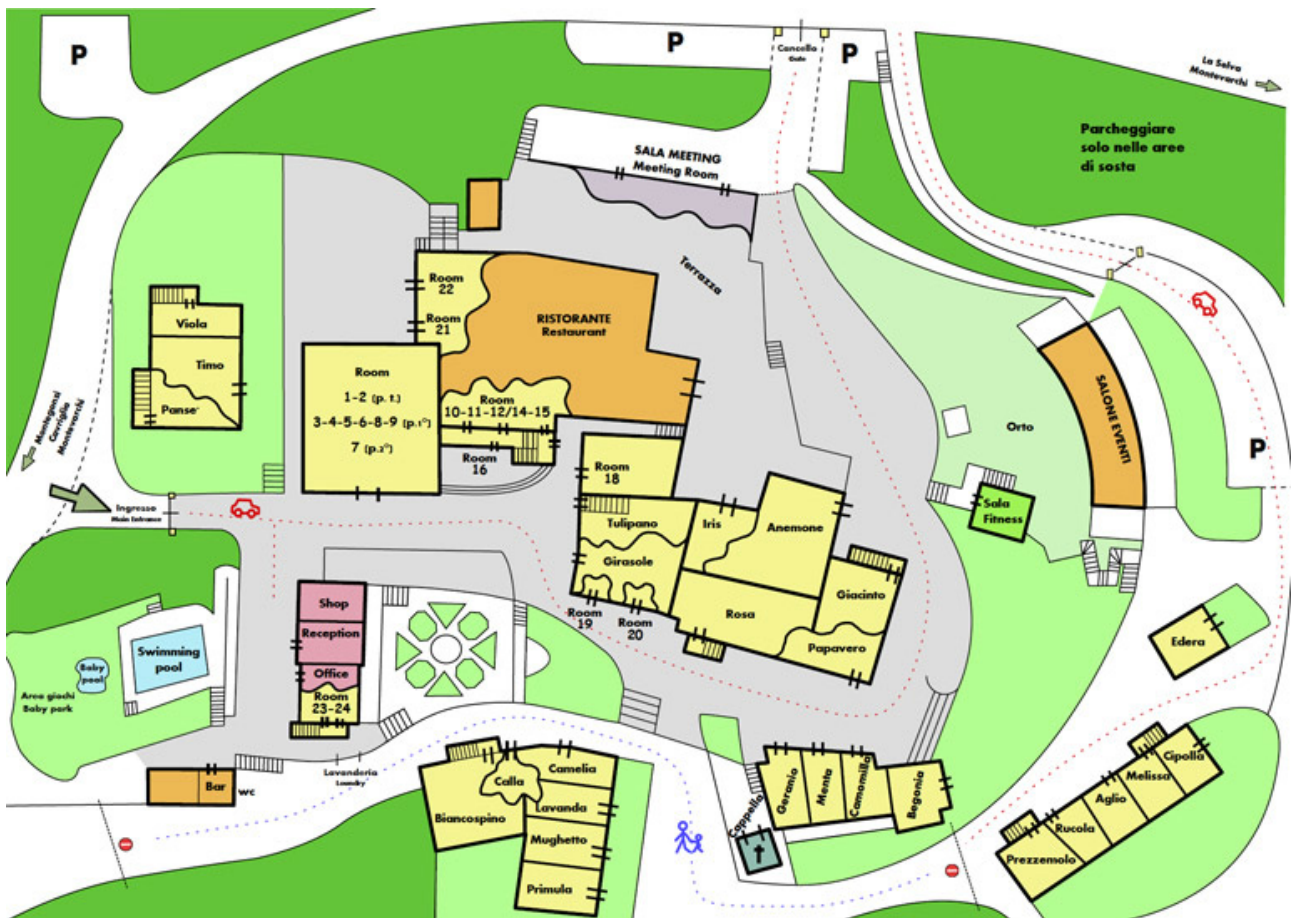 P
P
Cancello
Gate
P
La Selva
Montevarchi
Parcheggiare
solo nelle aree
di sosta
SALA MEETING
Meeting Room
Terrazza
Room
22
Room
21
RISTORANTE
Restaurant
Viola
Timo
Panse'
Room
1-2 (p. t.)
3-4-5-6-8-9 (p.1°)
7 (p.2°)
Room
10-11-12/14-15
Room
16
Room
18
Montegonzi
Cavriglia
Montevarchi
Ingresso
Main Entrance
Orto
SALONE EVENTI
P
Sala
Fitness
Tulipano
Girasole
Iris
Anemone
Giacinto
Rosa
Papavero
Room
19
Room
20
Shop
Reception
Office
Room
23-24
Swimming
pool
Baby
pool
Area giochi
Baby park
Edera
Bar
wc
Lavanderia
Laundry
Calla
Camelia
Lavanda
Biancospino
Mughetto
Primula
Cappella
Geranio
Menta
Camomilla
Begonia
Cipolla
Melissa
Aglio
Rucola
Prezzemolo